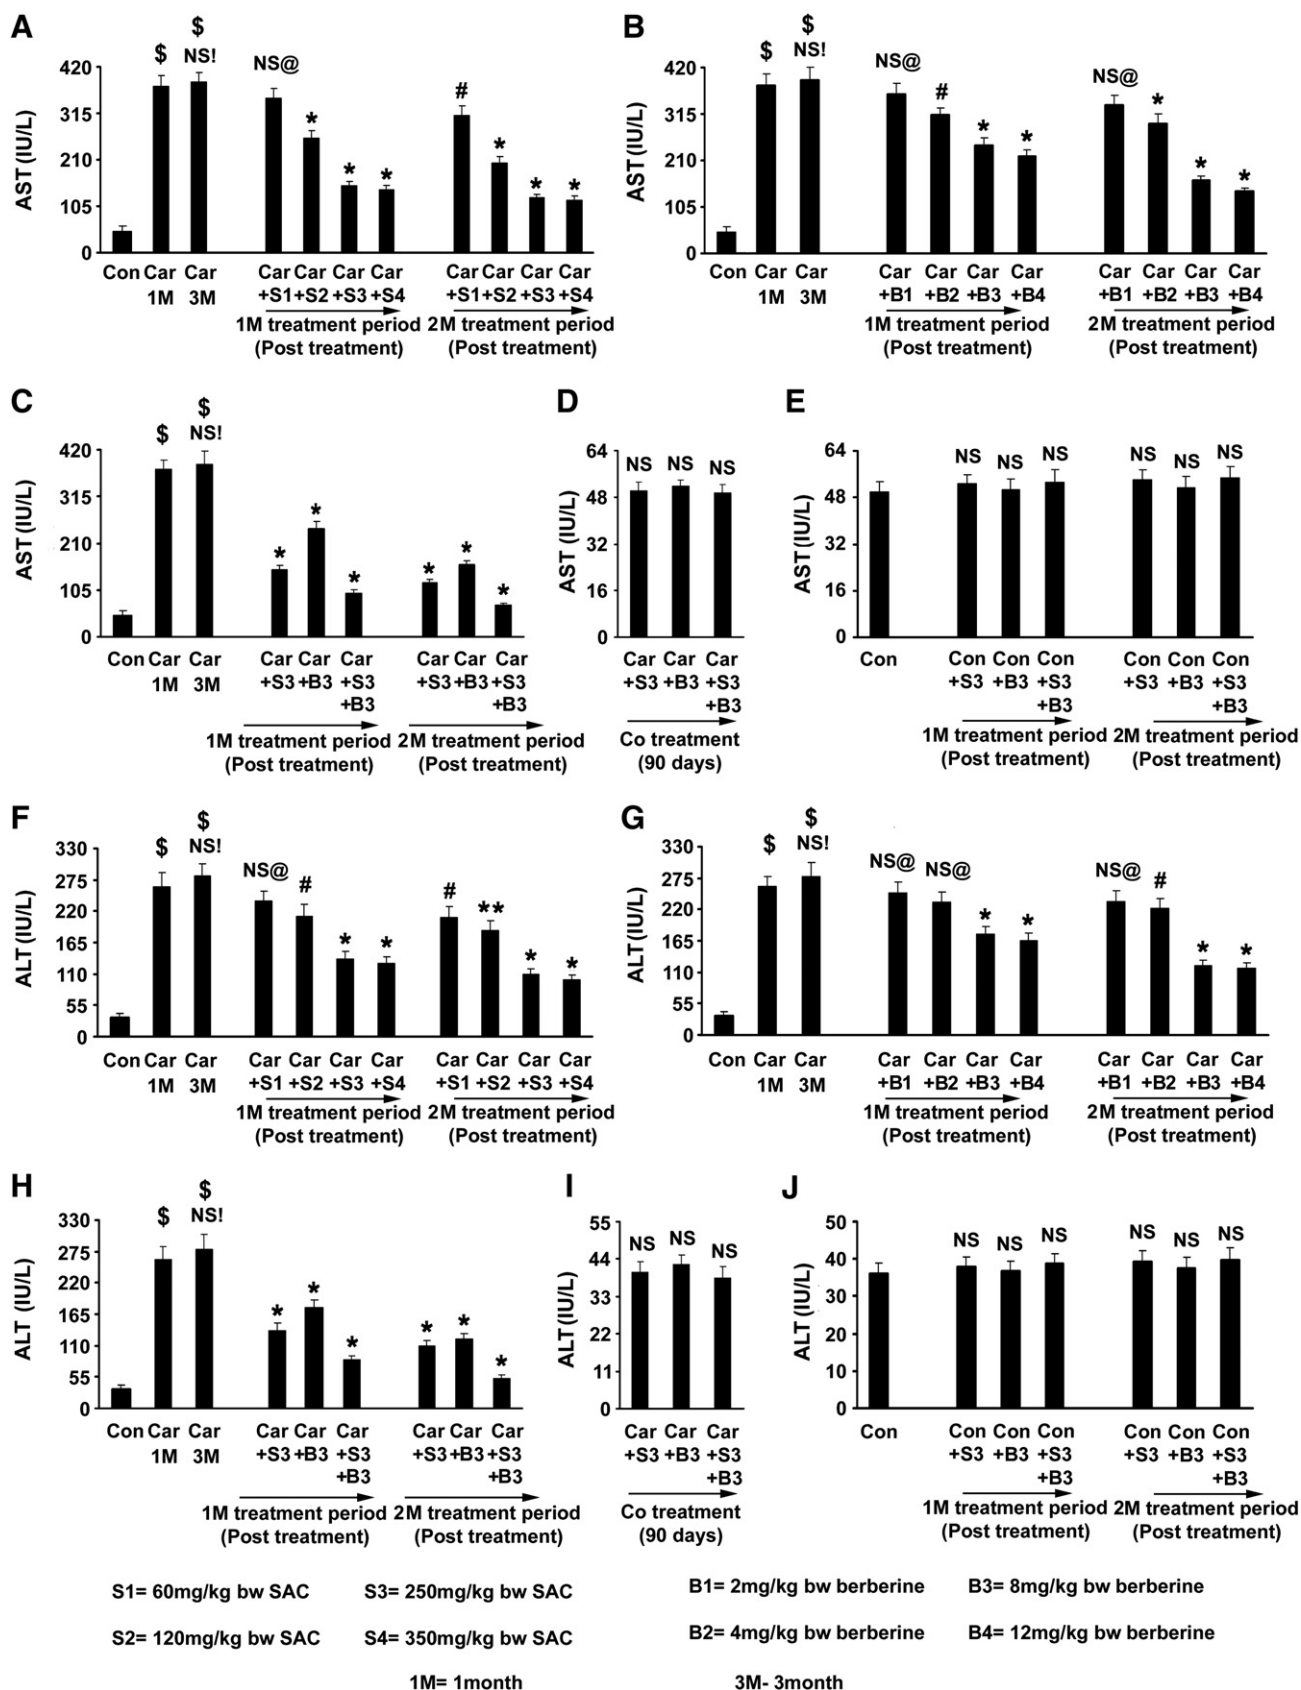 A
$
$
NS!
NS@
*
*
*
#
*
*
*
AST (IU/L)
420
315
210
105
0
Con Car Car Car Car Car Car Car Car Car Car
1M 3M +S1 +S2 +S3 +S4 +S1 +S2 +S3 +S4
1M treatment period 2M treatment period
(Post treatment) (Post treatment)
B
$
$
NS!
NS@
#
*
*
NS@
*
*
*
AST (IU/L)
420
315
210
105
0
Con Car Car Car Car Car Car Car Car Car Car
1M 3M +B1 +B2 +B3 +B4 +B1 +B2 +B3 +B4
1M treatment period 2M treatment period
(Post treatment) (Post treatment)
C
$
$
NS!
*
*
*
*
*
*
AST (IU/L)
420
315
210
105
0
Con Car Car Car Car Car Car Car Car
1M 3M +S3 +B3 +S3 +S3 +B3 +S3
+B3 +B3
1M treatment period 2M treatment period
(Post treatment) (Post treatment)
D
NS NS NS
AST (IU/L)
64
48
32
16
0
Car Car Car
+S3 +B3 +S3
+B3
Co treatment
(90 days)
E
NS NS NS NS NS NS
AST (IU/L)
64
48
32
16
0
Con Con Con Con Con Con Con
+S3 +B3 +S3 +S3 +B3 +S3
+B3 +B3
1M treatment period 2M treatment period
(Post treatment) (Post treatment)
F
$
$
NS!
NS@
#
*
*
#
**
*
*
ALT (IU/L)
330
275
220
165
110
55
0
Con Car Car Car Car Car Car Car Car Car Car
1M 3M +S1 +S2 +S3 +S4 +S1 +S2 +S3 +S4
1M treatment period 2M treatment period
(Post treatment) (Post treatment)
G
$
$
NS!
NS@
NS@
*
*
NS@
#
*
*
ALT (IU/L)
330
275
220
165
110
55
0
Con Car Car Car Car Car Car Car Car Car Car
1M 3M +B1 +B2 +B3 +B4 +B1 +B2 +B3 +B4
1M treatment period 2M treatment period
(Post treatment) (Post treatment)
H
$
$
NS!
*
*
*
*
*
*
ALT (IU/L)
330
275
220
165
110
55
0
Con Car Car Car Car Car Car Car Car
1M 3M +S3 +B3 +S3 +S3 +B3 +S3
+B3 +B3
1M treatment period 2M treatment period
(Post treatment) (Post treatment)
I
NS NS NS
ALT (IU/L)
55
44
33
22
11
0
Car Car Car
+S3 +B3 +S3
+B3
Co treatment
(90 days)
J
NS NS NS NS NS NS
ALT (IU/L)
50
40
30
20
10
0
Con Con Con Con Con Con Con
+S3 +B3 +S3 +S3 +B3 +S3
+B3 +B3
1M treatment period 2M treatment period
(Post treatment) (Post treatment)
S1= 60mg/kg bw SAC S3= 250mg/kg bw SAC B1= 2mg/kg bw berberine B3= 8mg/kg bw berberine
S2= 120mg/kg bw SAC S4= 350mg/kg bw SAC B2= 4mg/kg bw berberine B4= 12mg/kg bw berberine
1M= 1month 3M- 3month